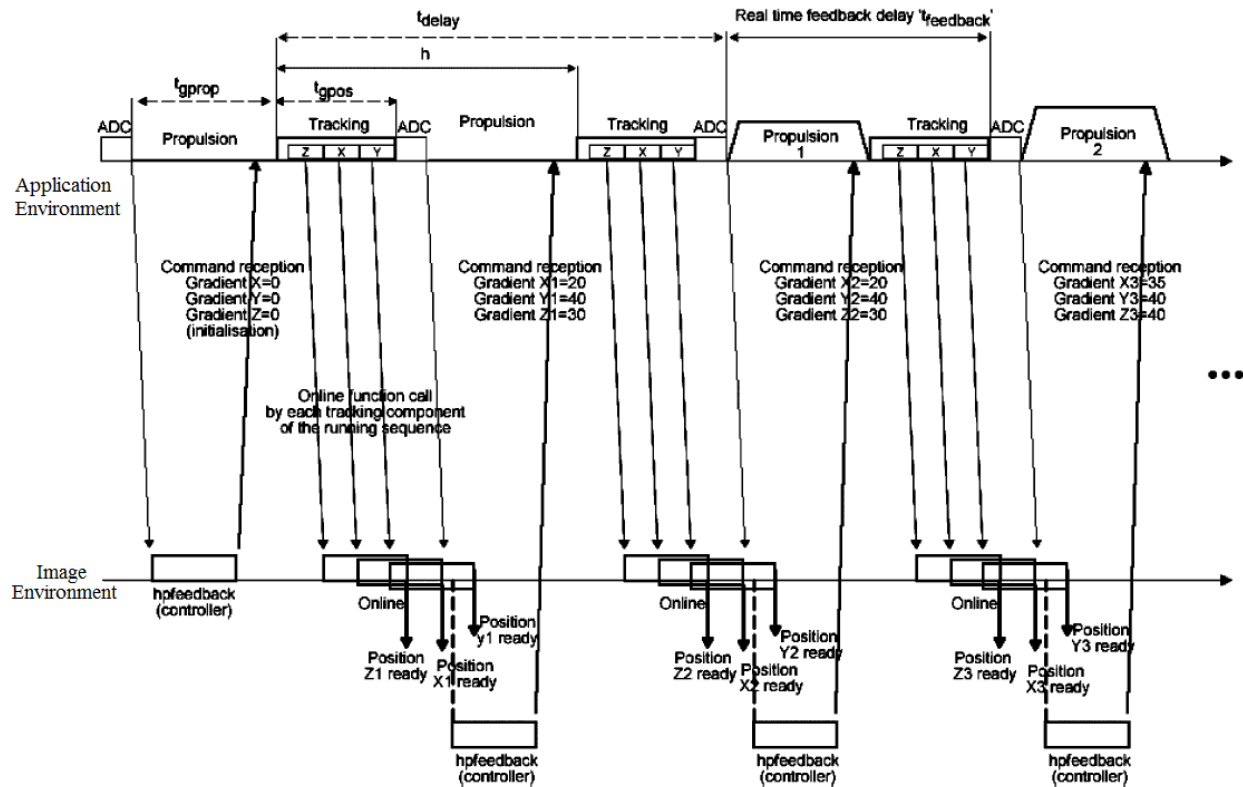 t_delay
Real time feedback delay 't_feedback'
h
t_gprop
t_gpos
ADC
Propulsion
Tracking
Z X Y
ADC
Propulsion
Tracking
Z X Y
ADC
Propulsion
1
Tracking
Z X Y
ADC
Propulsion
2
Application
Environment
Command reception
Gradient X=0
Gradient Y=0
Gradient Z=0
(initialisation)
Command reception
Gradient X1=20
Gradient Y1=40
Gradient Z1=30
Command reception
Gradient X2=20
Gradient Y2=40
Gradient Z2=30
Command reception
Gradient X3=35
Gradient Y3=40
Gradient Z3=40
...
Online function call
by each tracking component
of the running sequence
Image
Environment
hpfeedback
(controller)
Online
Position
Z1 ready
Position
X1 ready
Position
y1 ready
hpfeedback
(controller)
Online
Position
Z2 ready
Position
X2 ready
Position
Y2 ready
hpfeedback
(controller)
Online
Position
Z3 ready
Position
X3 ready
Position
Y3 ready
hpfeedback
(controller)